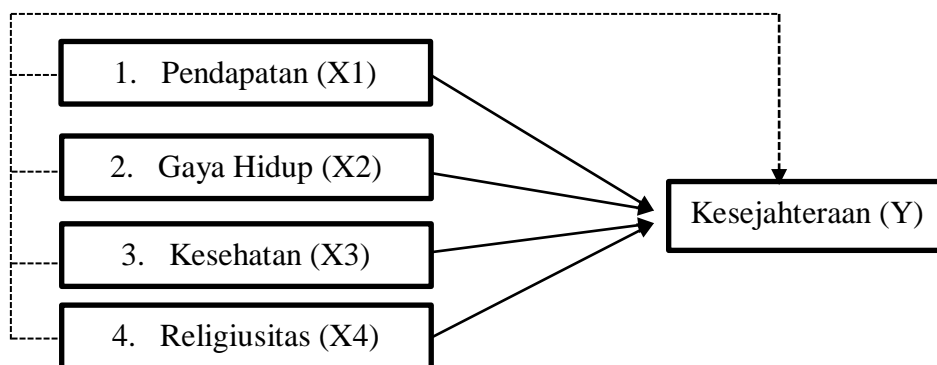 1. Pendapatan (X1)
2. Gaya Hidup (X2)
Kesejahteraan (Y)
3. Kesehatan (X3)
4. Religiusitas (X4)